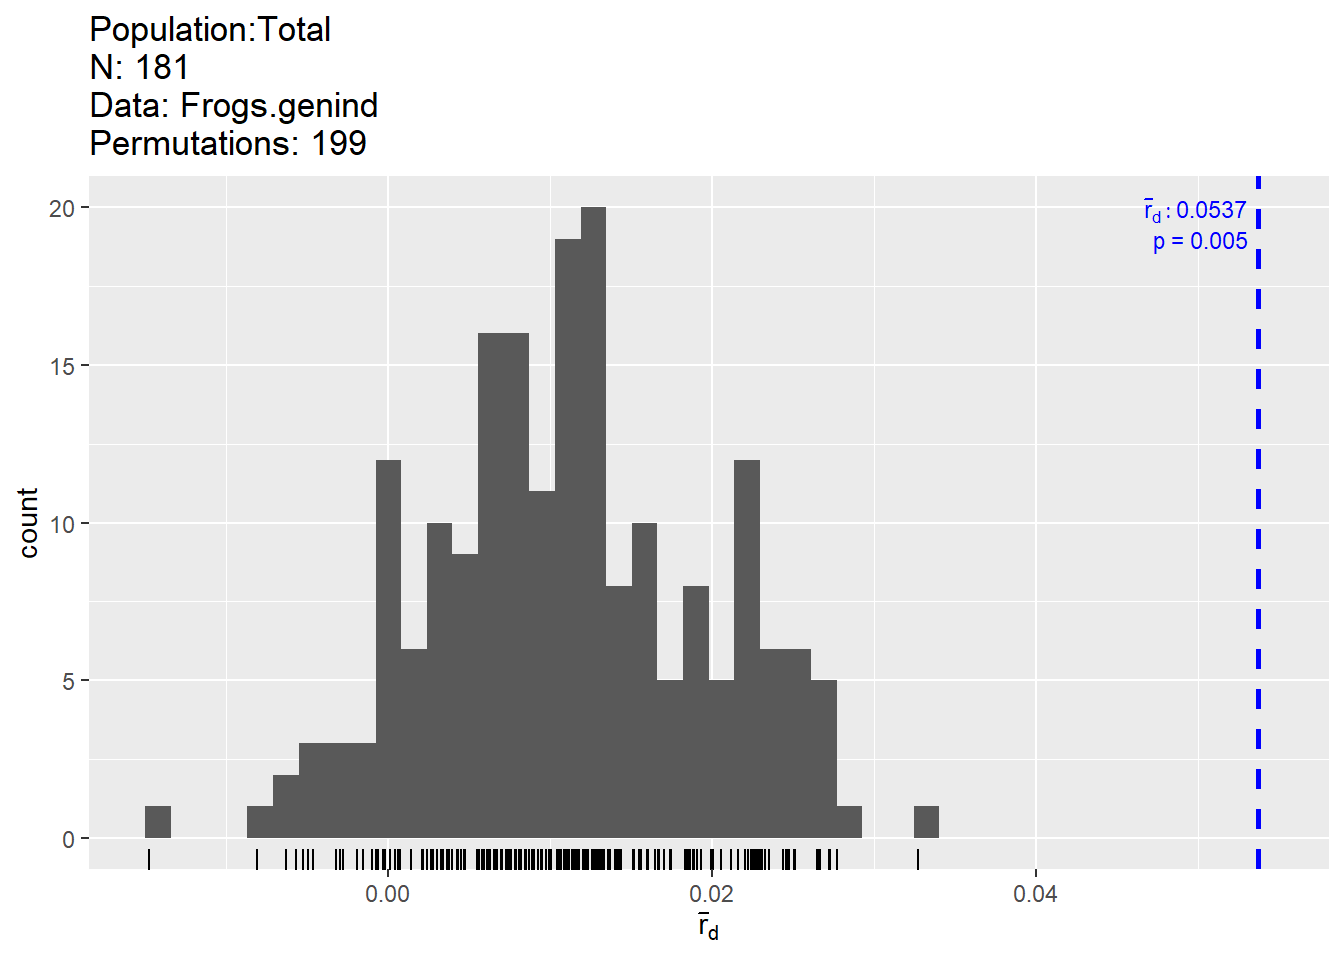 Population:Total
N: 181
Data: Frogs.genind
Permutations: 199
r̄d : 0.0537
p = 0.005
20
15
10
5
0
count
0.00 0.02 0.04
r̄d